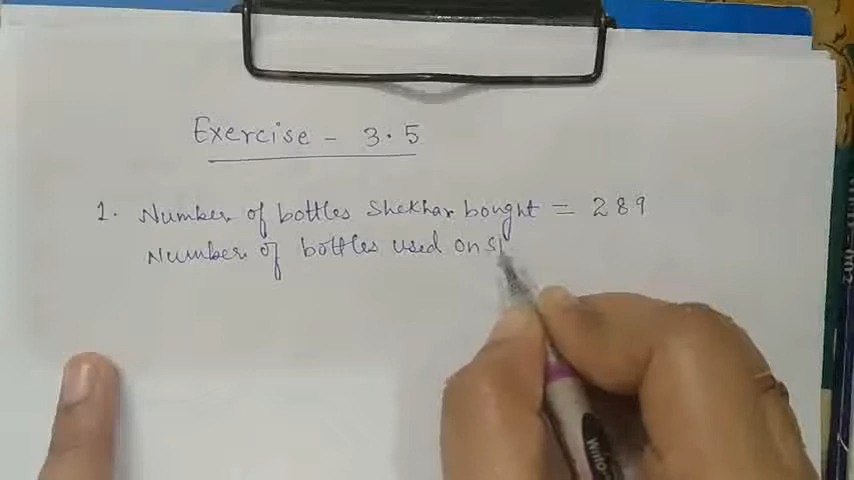 Exercise - 3.5
1. Number of bottles Shekhar bought = 289
Number of bottles used on